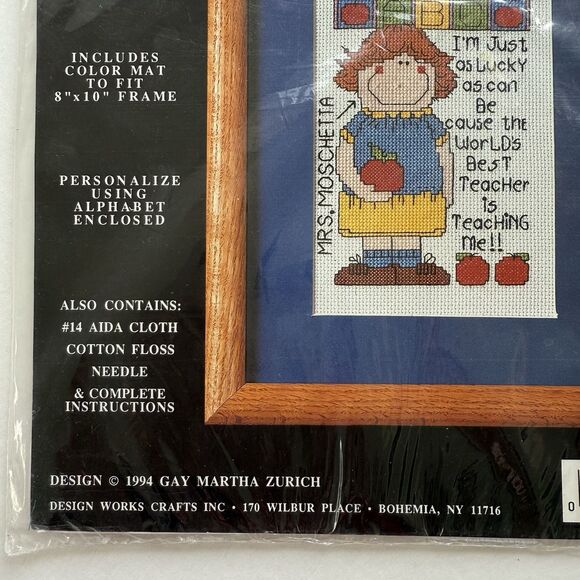 INCLUDES
COLOR MAT
TO FIT
8"x10" FRAME
PERSONALIZE
USING
ALPHABET
ENCLOSED
ALSO CONTAINS:
#14 AIDA CLOTH
COTTON FLOSS
NEEDLE
& COMPLETE
INSTRUCTIONS
I'm Just
as Lucky
as can
Be
cause the
WorLD's
BeST
Teacher
is
TeacHiNG
Me!!
MRS. MOSCHETTA
DESIGN © 1994 GAY MARTHA ZURICH
DESIGN WORKS CRAFTS INC • 170 WILBUR PLACE • BOHEMIA, NY 11716
0